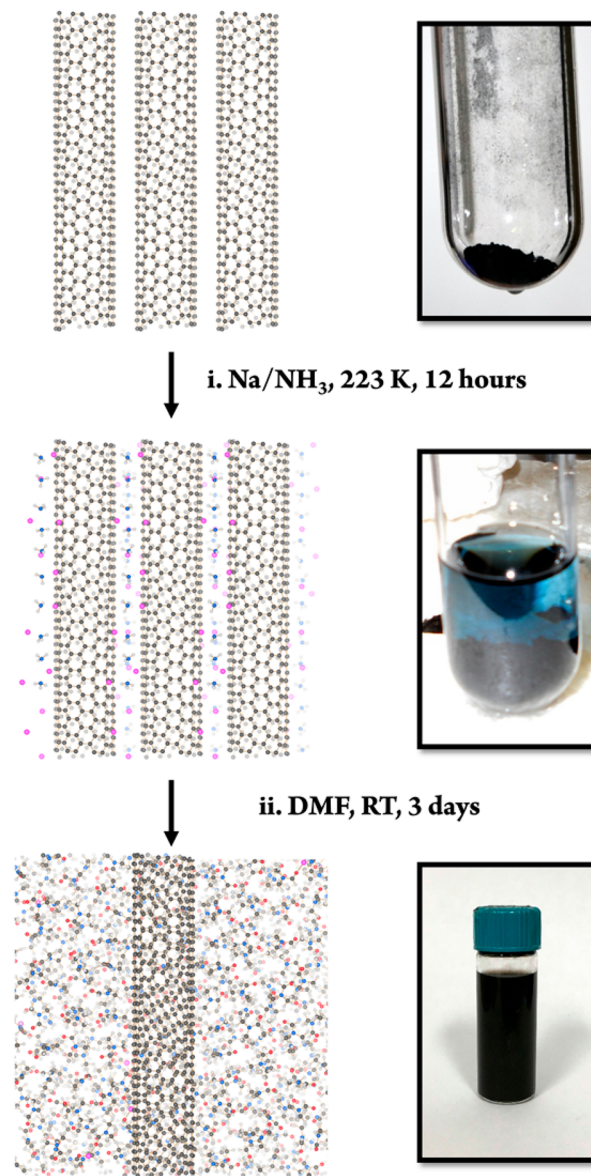 i. Na/NH₃, 223 K, 12 hours
ii. DMF, RT, 3 days